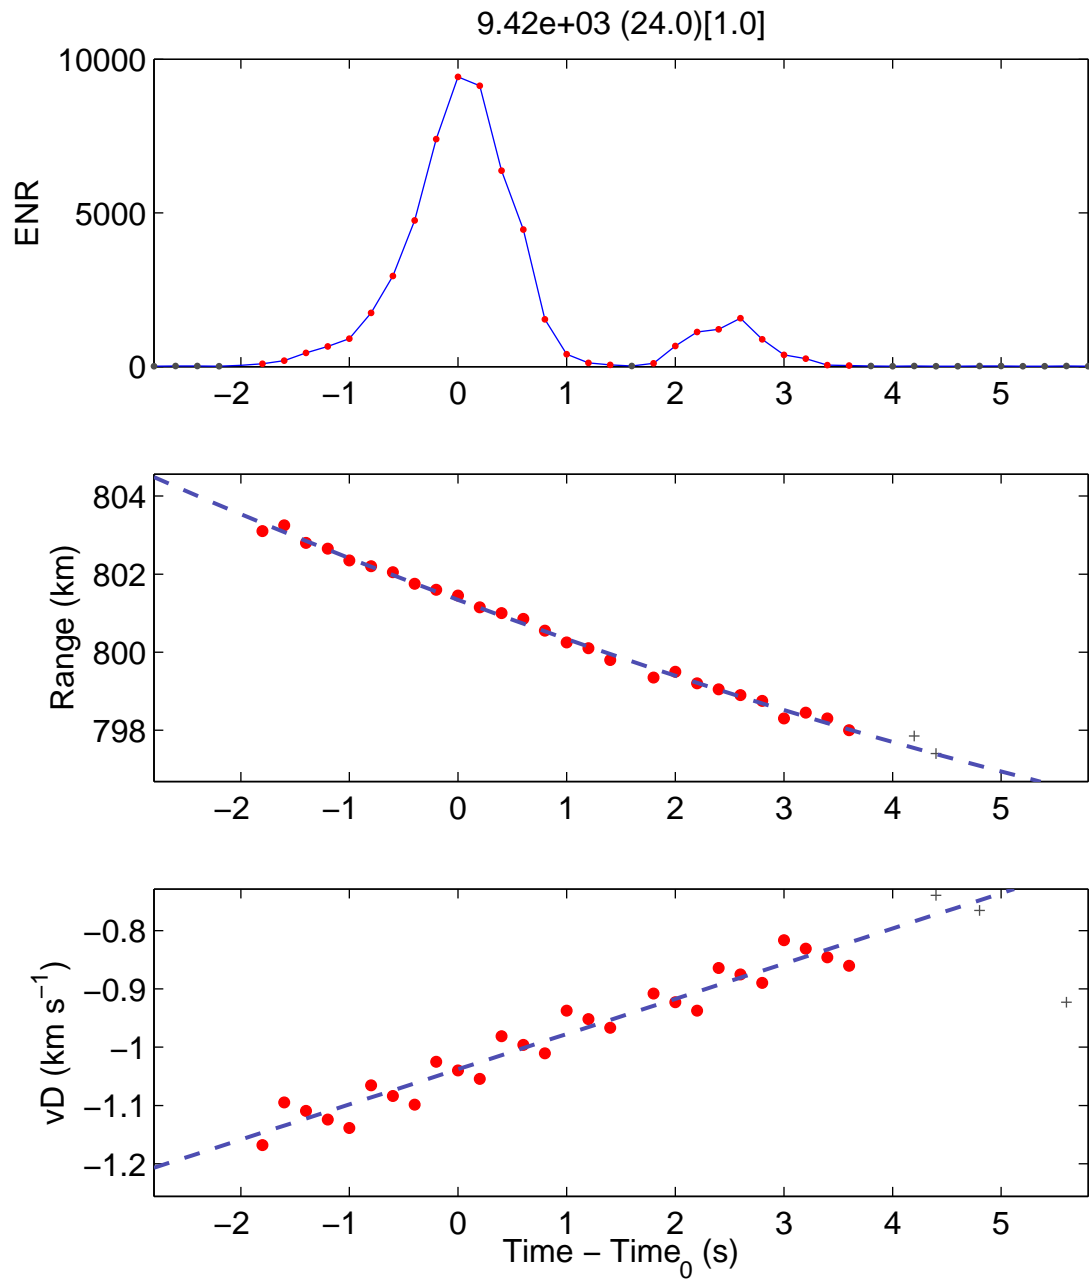 9.42e+03 (24.0)[1.0]
10000
5000
0
ENR
−2 −1 0 1 2 3 4 5
804
802
800
798
Range (km)
−2 −1 0 1 2 3 4 5
−0.8
−0.9
−1
−1.1
−1.2
vD (km s⁻¹)
−2 −1 0 1 2 3 4 5
Time − Time₀ (s)